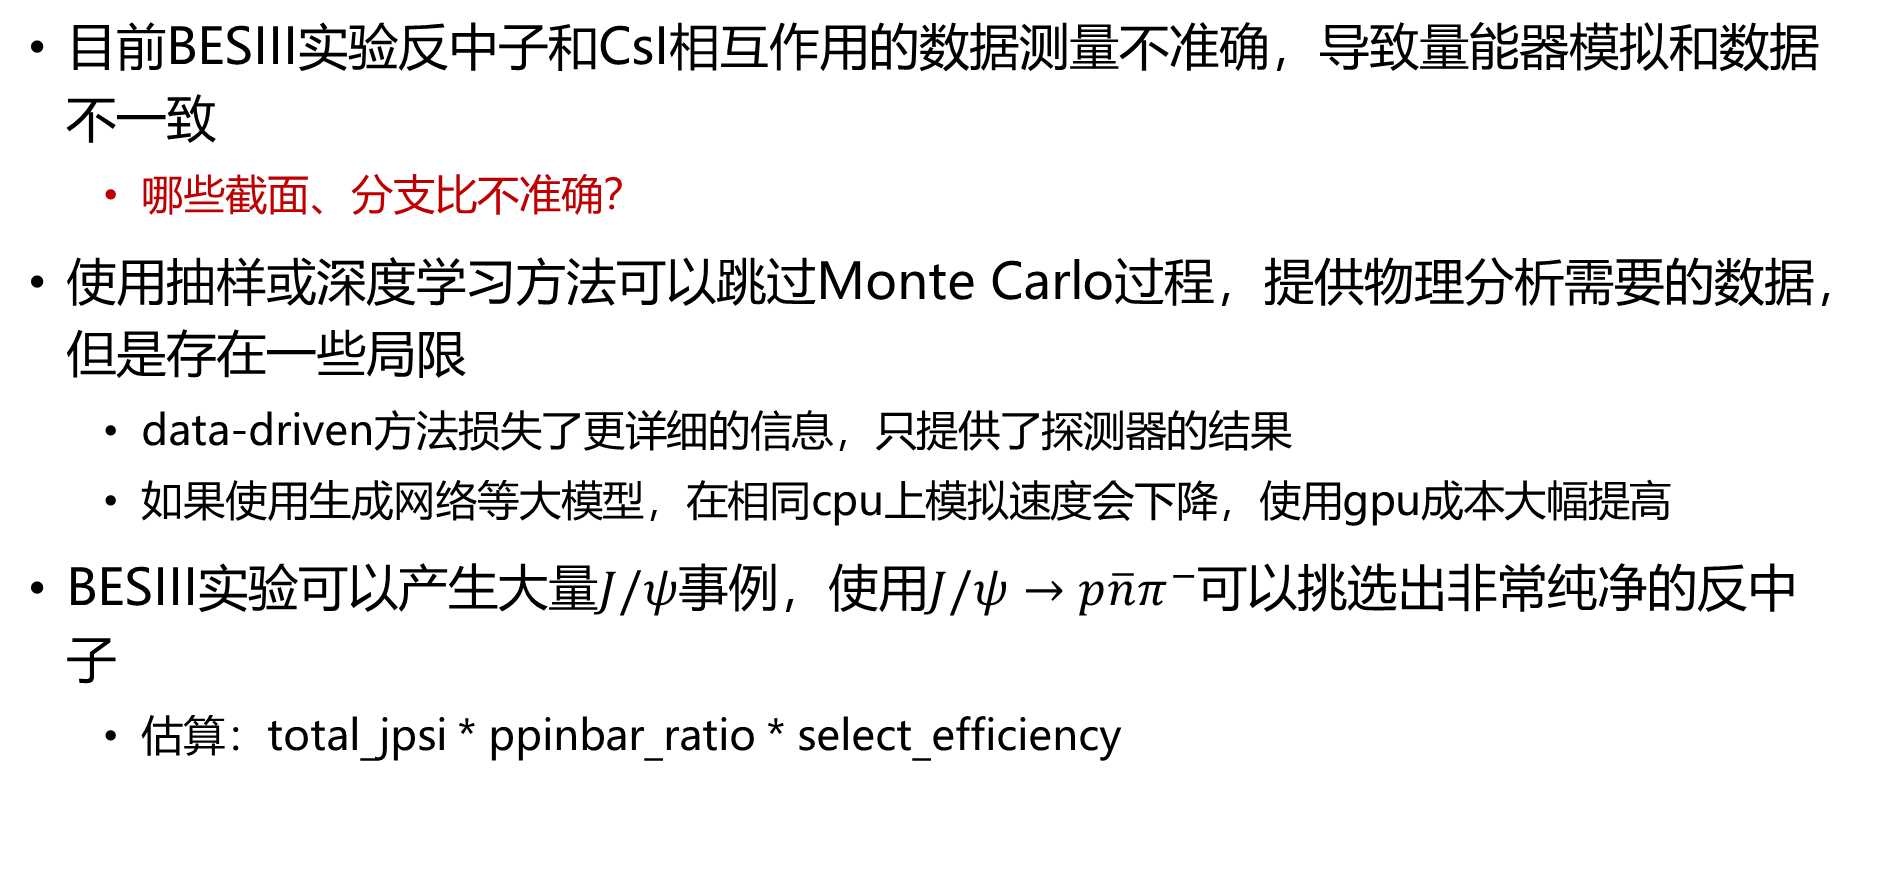 • 目前BESIII实验反中子和CsI相互作用的数据测量不准确，导致量能器模拟和数据
不一致
• 哪些截面、分支比不准确？
• 使用抽样或深度学习方法可以跳过Monte Carlo过程，提供物理分析需要的数据，
但是存在一些局限
• data-driven方法损失了更详细的信息，只提供了探测器的结果
• 如果使用生成网络等大模型，在相同cpu上模拟速度会下降，使用gpu成本大幅提高
• BESIII实验可以产生大量J/ψ事例，使用J/ψ → pn̄π⁻可以挑选出非常纯净的反中
子
• 估算：total_jpsi * ppinbar_ratio * select_efficiency